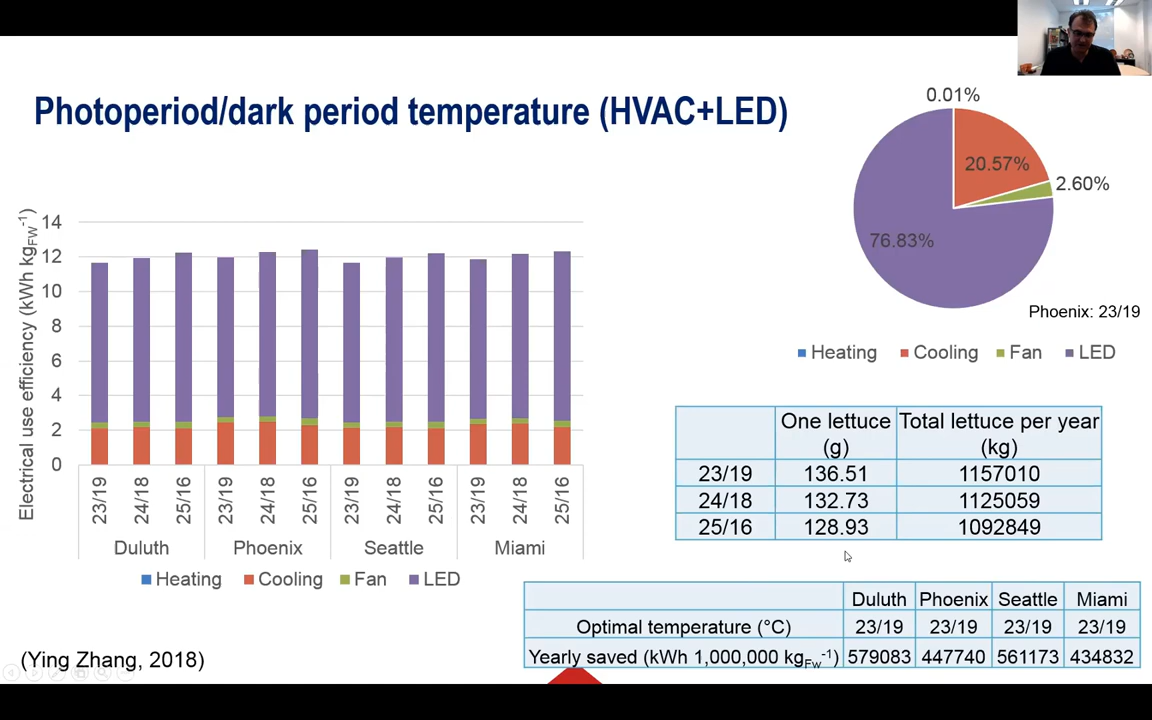 Photoperiod/dark period temperature (HVAC+LED)
0.01%
20.57%
2.60%
76.83%
Phoenix: 23/19
Heating Cooling Fan LED
Electrical use efficiency (kWh kg_FW^-1)
14
12
10
8
6
4
2
0
23/19 24/18 25/16 23/19 24/18 25/16 23/19 24/18 25/16 23/19 24/18 25/16
Duluth Phoenix Seattle Miami
Heating Cooling Fan LED
One lettuce (g) Total lettuce per year (kg)
23/19 136.51 1157010
24/18 132.73 1125059
25/16 128.93 1092849
Duluth Phoenix Seattle Miami
Optimal temperature (°C) 23/19 23/19 23/19 23/19
Yearly saved (kWh 1,000,000 kg_Fw^-1) 579083 447740 561173 434832
(Ying Zhang, 2018)